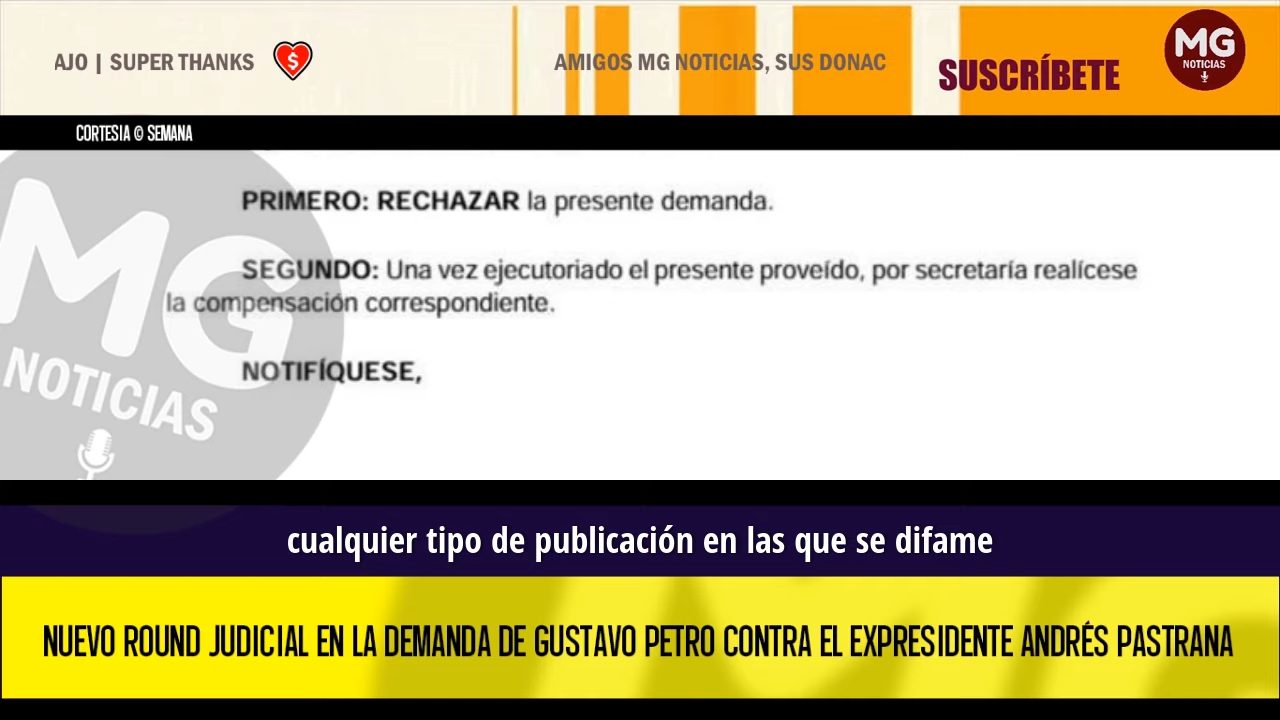 AJO | SUPER THANKS
AMIGOS MG NOTICIAS, SUS DONAC
SUSCRÍBETE
MG
NOTICIAS
CORTESIA © SEMANA
PRIMERO: RECHAZAR la presente demanda.
SEGUNDO: Una vez ejecutoriado el presente proveído, por secretaría realícese
la compensación correspondiente.
NOTIFÍQUESE,
MG
NOTICIAS
cualquier tipo de publicación en las que se difame
NUEVO ROUND JUDICIAL EN LA DEMANDA DE GUSTAVO PETRO CONTRA EL EXPRESIDENTE ANDRÉS PASTRANA